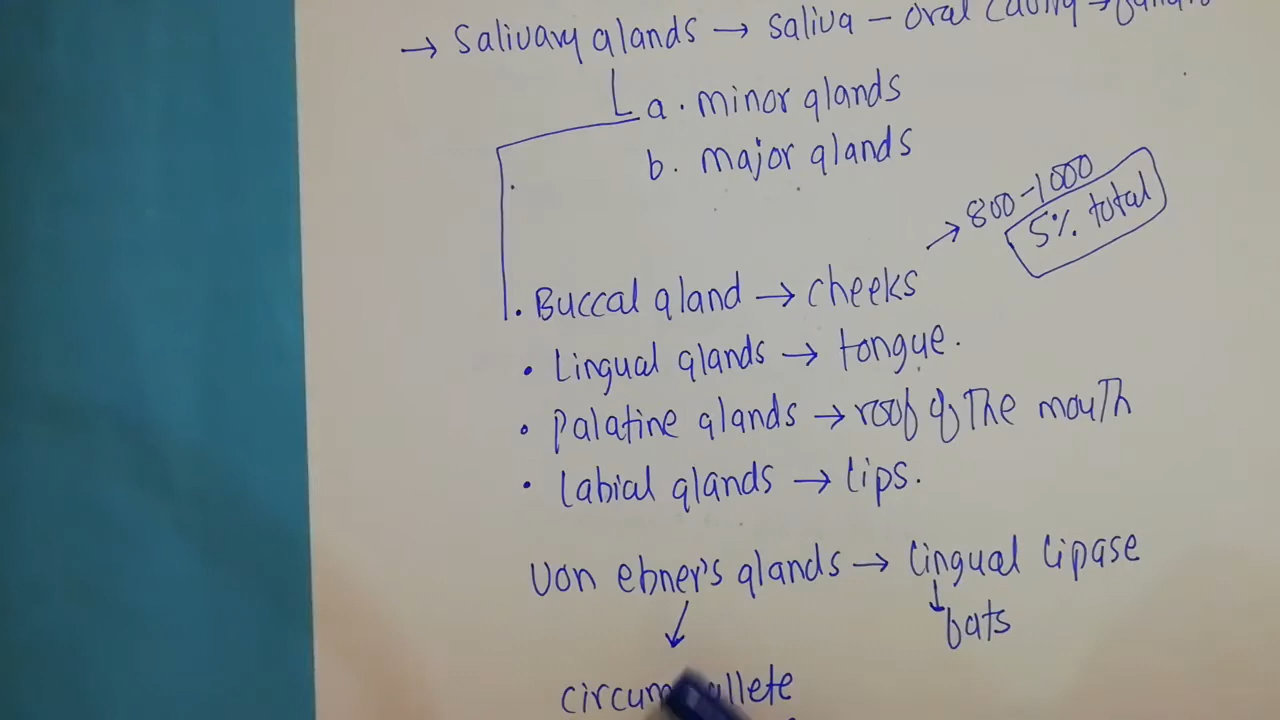 → Salivary glands → saliva - oral cavity →
a. minor glands
b. major glands
→ 800-1000
5% total
. Buccal gland → cheeks
• Lingual glands → tongue.
• palatine glands → roof of The mouTh
• Labial glands → Lips.
Von ebner's glands → Lingual Lipase
↓ fats